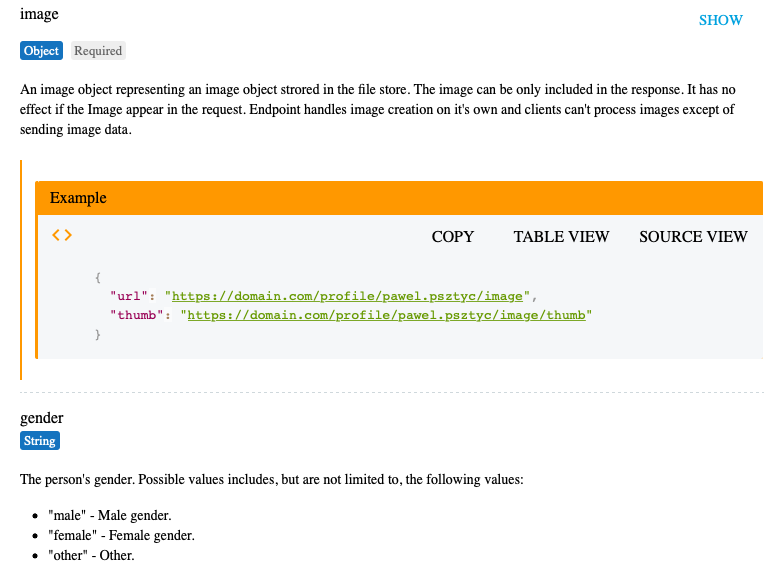 image
SHOW
Object Required
An image object representing an image object strored in the file store. The image can be only included in the response. It has no
effect if the Image appear in the request. Endpoint handles image creation on it's own and clients can't process images except of
sending image data.
Example
<> COPY TABLE VIEW SOURCE VIEW
{
"url": "https://domain.com/profile/pawel.psztyc/image",
"thumb": "https://domain.com/profile/pawel.psztyc/image/thumb"
}
gender
String
The person's gender. Possible values includes, but are not limited to, the following values:
• "male" - Male gender.
• "female" - Female gender.
• "other" - Other.